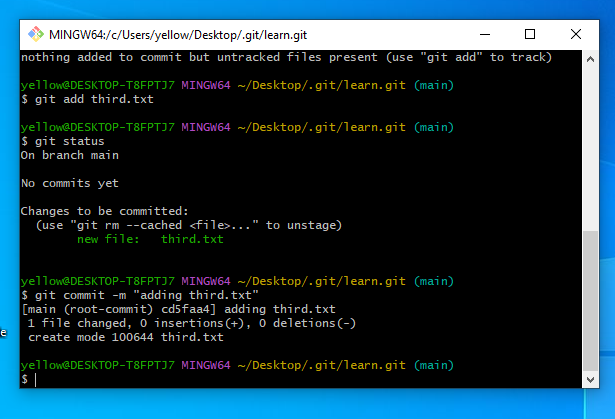 MINGW64:/c/Users/yellow/Desktop/.git/learn.git
nothing added to commit but untracked files present (use "git add" to track)
yellow@DESKTOP-T8FPTJ7 MINGW64 ~/Desktop/.git/learn.git (main)
$ git add third.txt
yellow@DESKTOP-T8FPTJ7 MINGW64 ~/Desktop/.git/learn.git (main)
$ git status
On branch main
No commits yet
Changes to be committed:
  (use "git rm --cached <file>..." to unstage)
        new file:   third.txt
yellow@DESKTOP-T8FPTJ7 MINGW64 ~/Desktop/.git/learn.git (main)
$ git commit -m "adding third.txt"
[main (root-commit) cd5faa4] adding third.txt
 1 file changed, 0 insertions(+), 0 deletions(-)
 create mode 100644 third.txt
e
yellow@DESKTOP-T8FPTJ7 MINGW64 ~/Desktop/.git/learn.git (main)
$